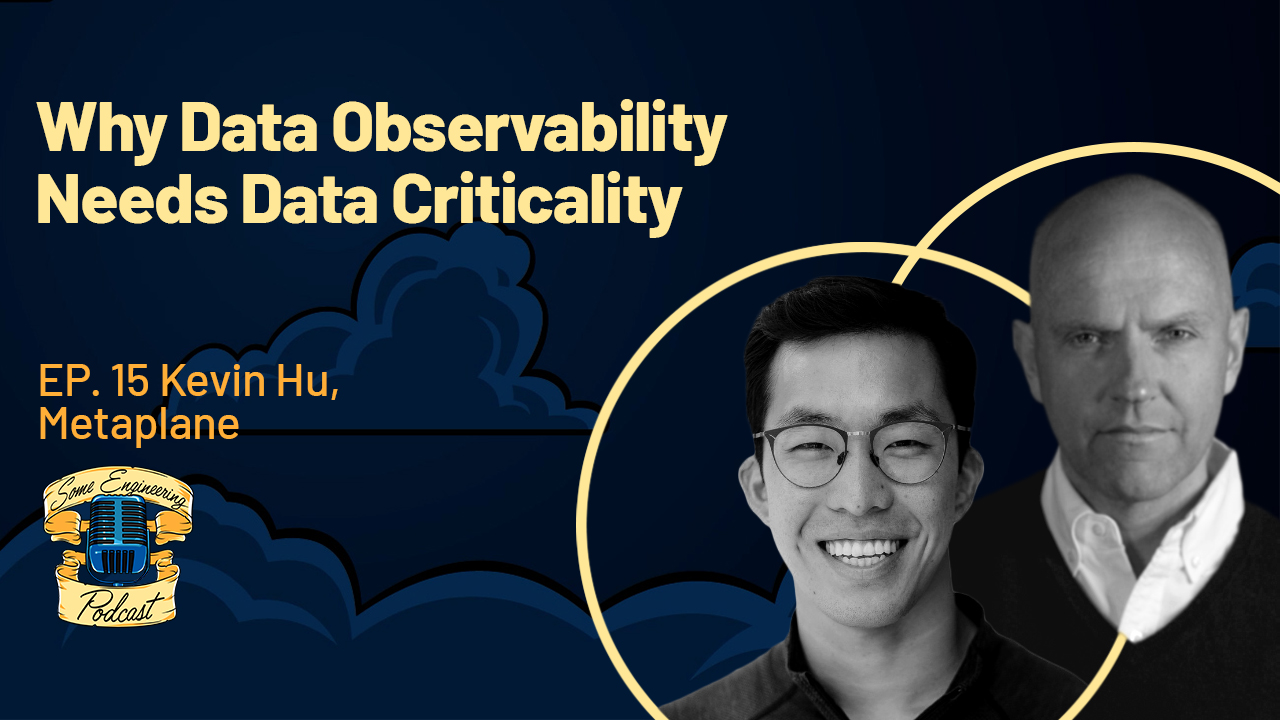 Why Data Observability
Needs Data Criticality
EP. 15 Kevin Hu,
Metaplane
Some Engineering
Podcast